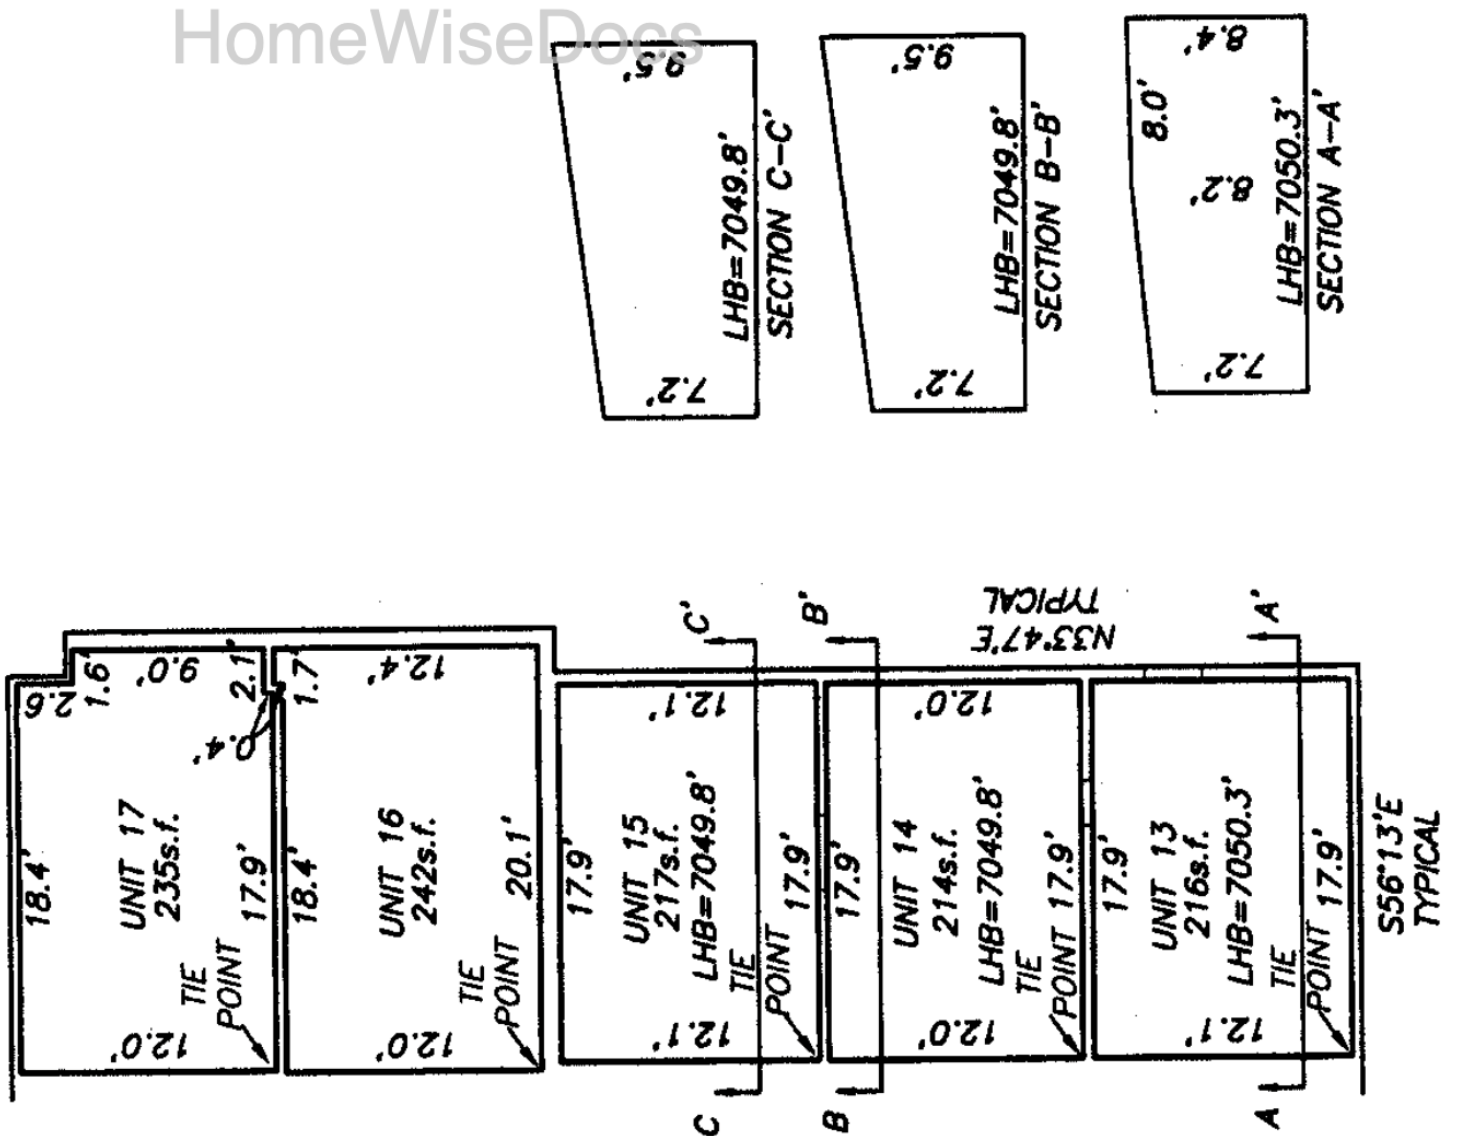 HomeWiseDocs
9.5'
7.2'
LHB=7049.8'
SECTION C-C'
9.5'
7.2'
LHB=7049.8'
SECTION B-B'
8.4'
8.0'
8.2'
7.2'
LHB=7050.3'
SECTION A-A'
2.6
1.6'
9.0'
2.1'
0.4'
18.4'
UNIT 17
235s.f.
17.9'
TIE
POINT
12.0'
1.7'
12.4'
18.4'
UNIT 16
242s.f.
20.1'
TIE
POINT
12.0'
C'
12.1'
17.9'
UNIT 15
217s.f.
LHB=7049.8'
17.9'
TIE
POINT
12.1'
C
B'
12.0'
17.9'
UNIT 14
214s.f.
LHB=7049.8'
17.9'
TIE
POINT
12.0'
B
N33°47'E
TYPICAL
A'
17.9'
UNIT 13
216s.f.
LHB=7050.3'
17.9'
TIE
POINT
12.1'
A
S56°13'E
TYPICAL